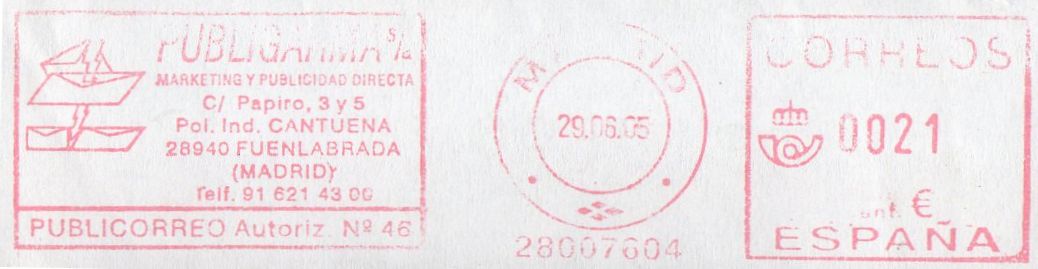 PUBLIGAMMA S/a
MARKETING Y PUBLICIDAD DIRECTA
C/ Papiro, 3 y 5
Pol. Ind. CANTUEÑA
28940 FUENLABRADA
(MADRID)
Telf. 91 621 43 00
PUBLICORREO Autoriz. Nº 46
MADRID
29.06.05
28007604
CORREOS
0021
cnt. €
ESPAÑA